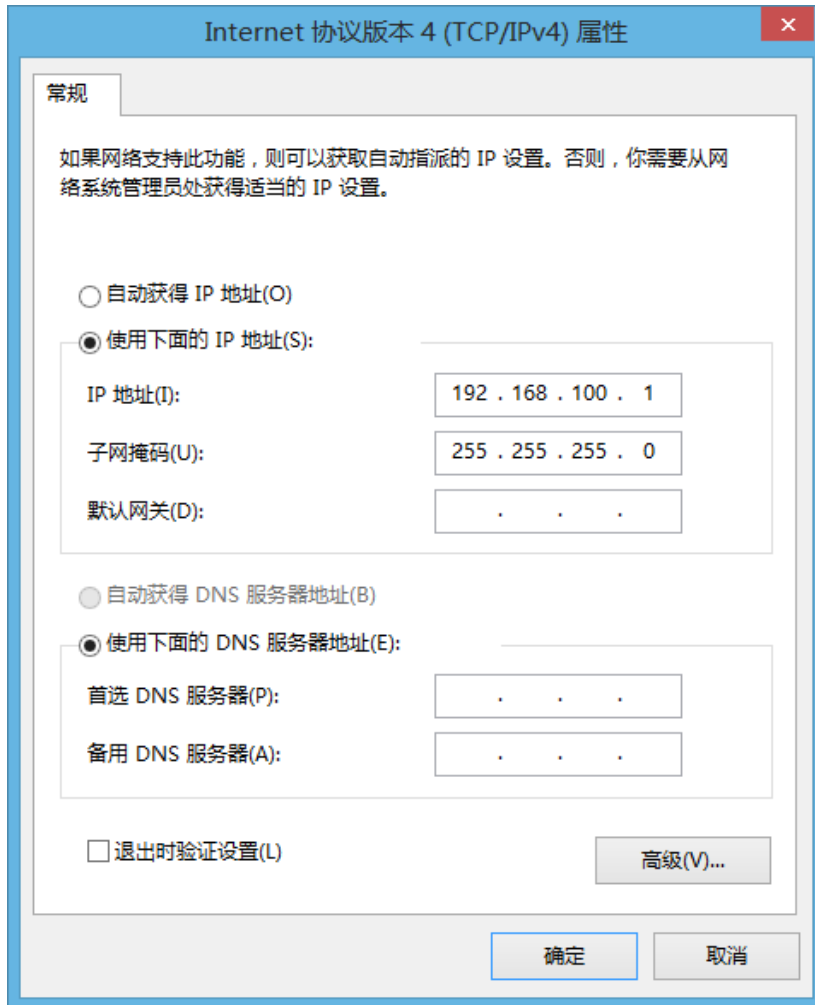 Internet 协议版本 4 (TCP/IPv4) 属性
常规
如果网络支持此功能，则可以获取自动指派的 IP 设置。否则，你需要从网
络系统管理员处获得适当的 IP 设置。
自动获得 IP 地址(O)
使用下面的 IP 地址(S):
IP 地址(I): 192 . 168 . 100 . 1
子网掩码(U): 255 . 255 . 255 . 0
默认网关(D): . . .
自动获得 DNS 服务器地址(B)
使用下面的 DNS 服务器地址(E):
首选 DNS 服务器(P): . . .
备用 DNS 服务器(A): . . .
退出时验证设置(L)
高级(V)...
确定 取消